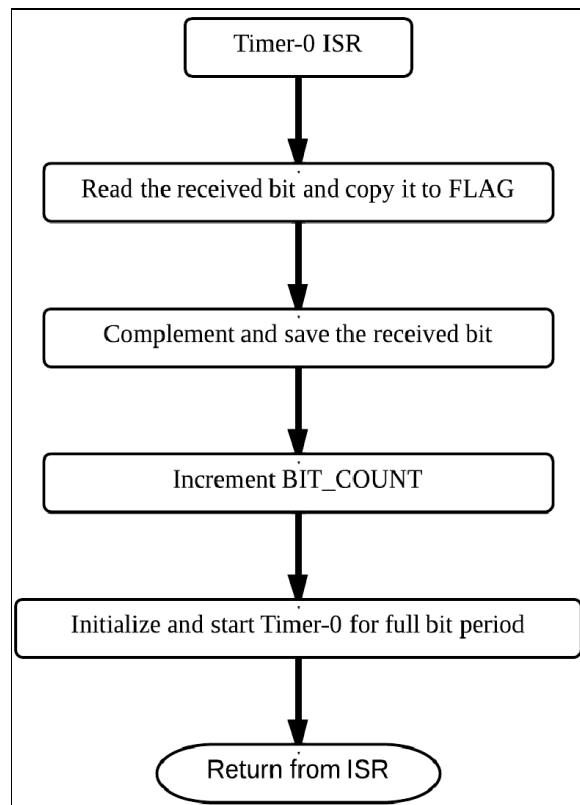 Timer-0 ISR
Read the received bit and copy it to FLAG
Complement and save the received bit
Increment BIT_COUNT
Initialize and start Timer-0 for full bit period
Return from ISR